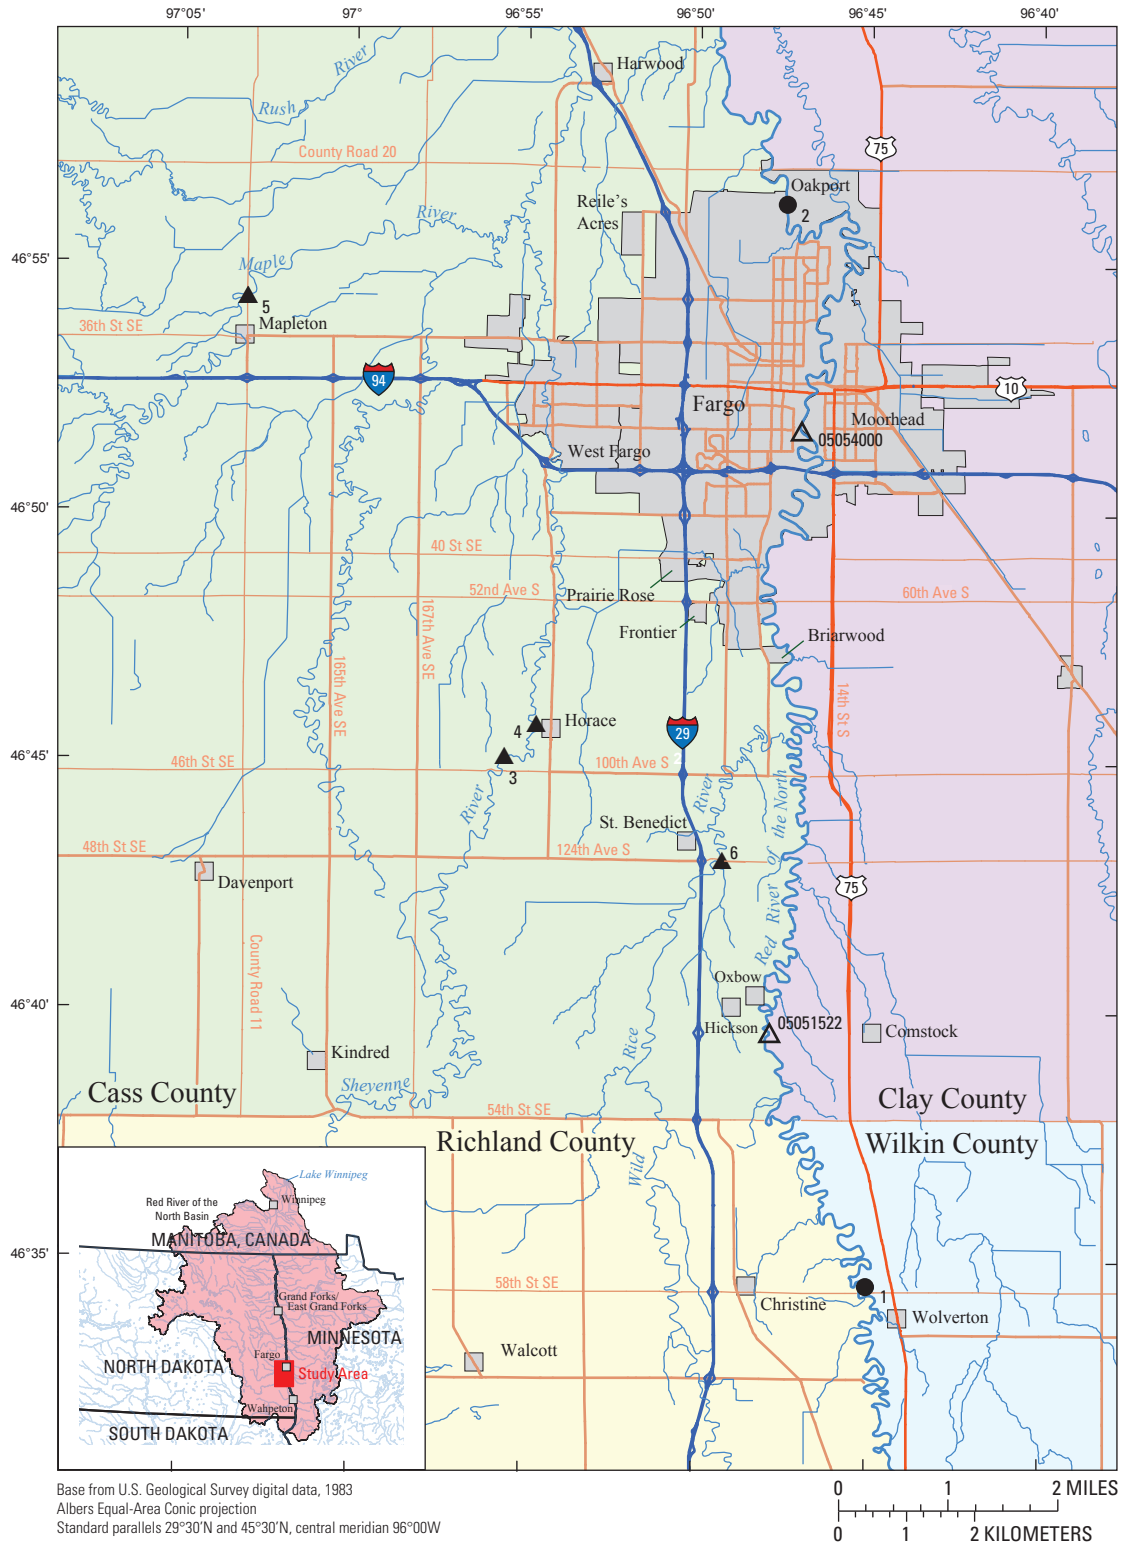 97°05'
97°
96°55'
96°50'
96°45'
96°40'
Harwood
River
Rush
75
County Road 20
Oakport
2
Reile's
Acres
River
46°55'
Maple
5
Mapleton
36th St SE
94
10
Fargo
Moorhead
05054000
West Fargo
46°50'
40 St SE
52nd Ave S
60th Ave S
Prairie Rose
167th Ave SE
Frontier
Briarwood
165th Ave SE
14th St S
4
Horace
29
46°45'
46th St SE
3
100th Ave S
2
River
River
Red River of the North
St. Benedict
48th St SE
124th Ave S
6
Davenport
75
County Road 11
Oxbow
46°40'
Hickson
05051522
Comstock
Rice
Kindred
Sheyenne
Cass County
Clay County
54th St SE
Richland County
Wilkin County
Wild
Lake Winnipeg
Winnipeg
Red River of the
North Basin
MANITOBA, CANADA
46°35'
58th St SE
1
Christine
Wolverton
Grand Forks/
East Grand Forks
MINNESOTA
Fargo
NORTH DAKOTA
Study Area
Walcott
Wahpeton
SOUTH DAKOTA
Base from U.S. Geological Survey digital data, 1983
Albers Equal-Area Conic projection
Standard parallels 29°30'N and 45°30'N, central meridian 96°00W
0 1 2 MILES
0 1 2 KILOMETERS